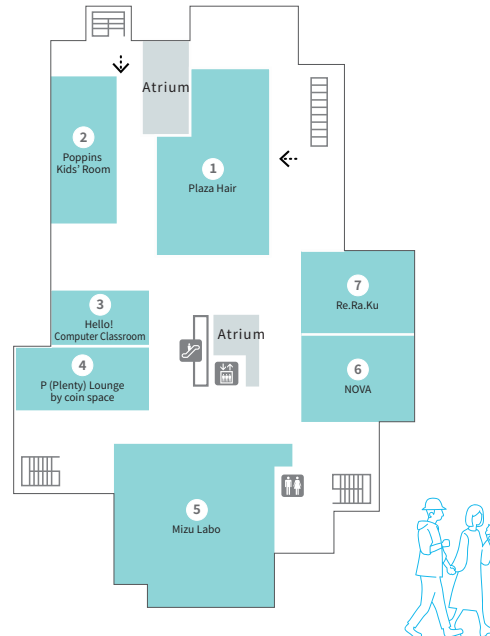 Atrium
2
Poppins
Kids' Room
1
Plaza Hair
7
Re.Ra.Ku
3
Hello!
Computer Classroom
Atrium
4
P (Plenty) Lounge
by coin space
6
NOVA
5
Mizu Labo